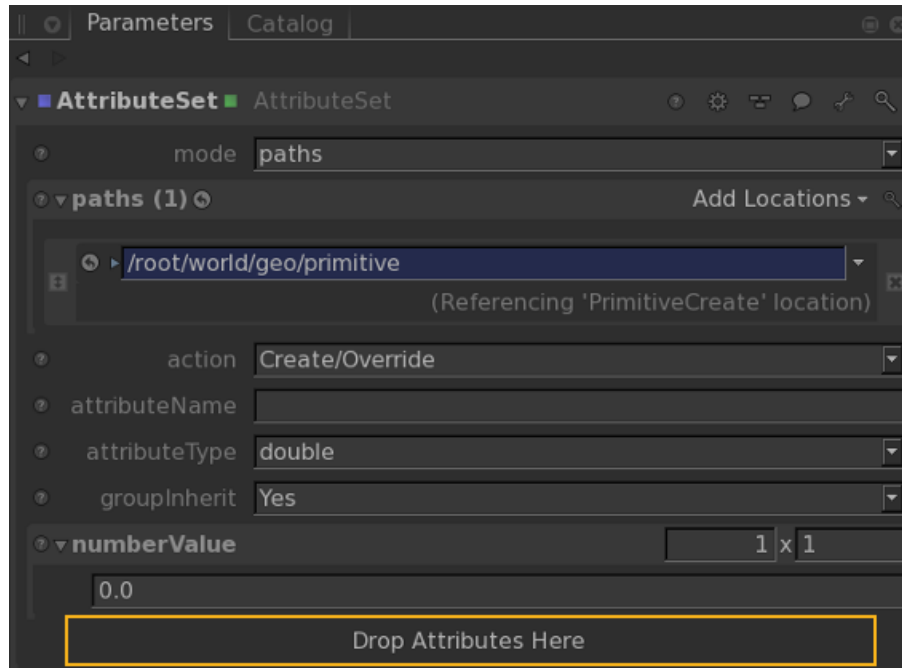 Parameters Catalog
AttributeSet AttributeSet
mode paths
paths (1) Add Locations
/root/world/geo/primitive
(Referencing 'PrimitiveCreate' location)
action Create/Override
attributeName
attributeType double
groupInherit Yes
numberValue 1 x 1
0.0
Drop Attributes Here